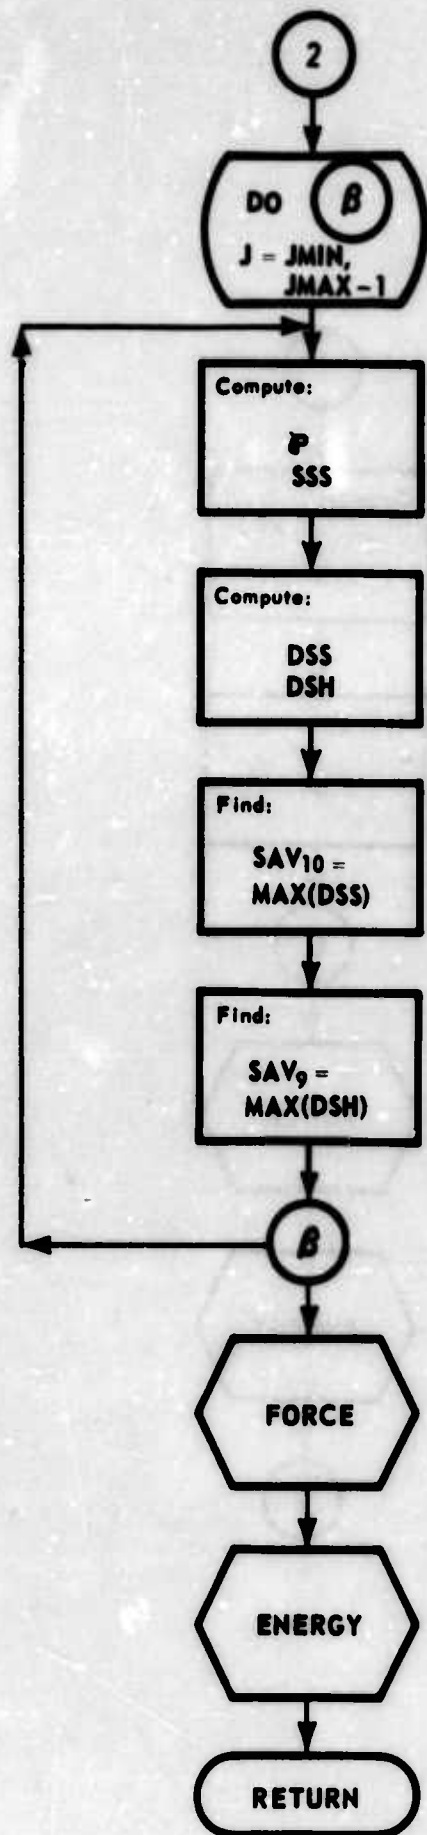 2
DO β
J = JMIN,
JMAX-1
Compute:
P
SSS
Compute:
DSS
DSH
Find:
SAV₁₀ =
MAX(DSS)
Find:
SAV₉ =
MAX(DSH)
β
FORCE
ENERGY
RETURN